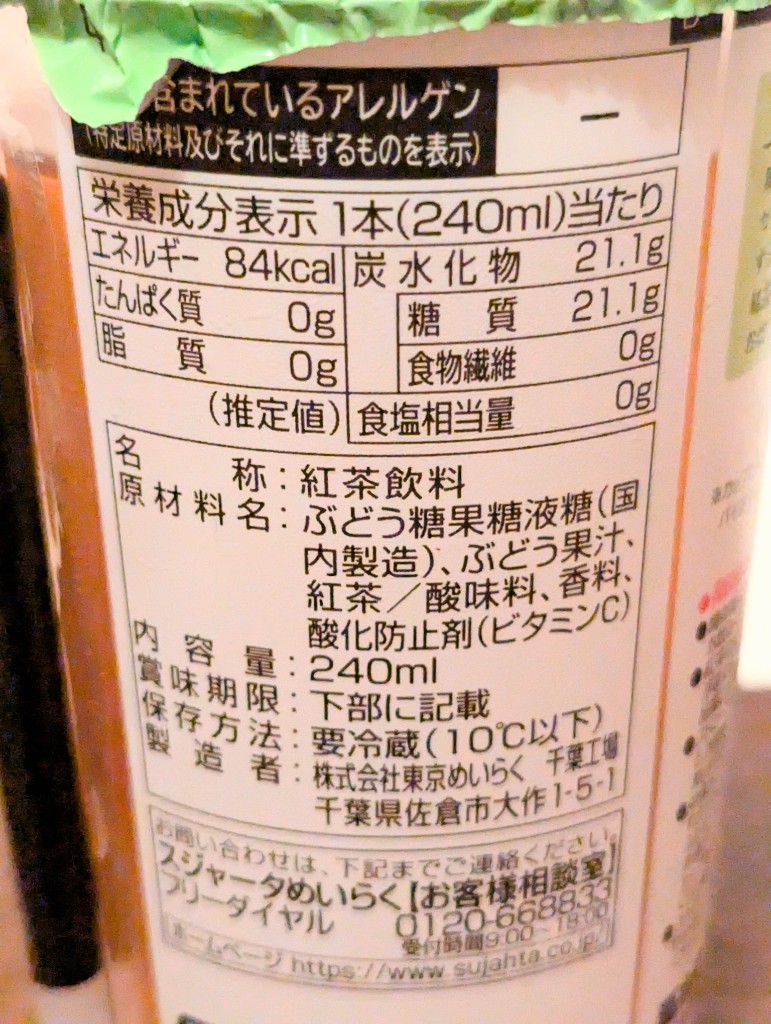 含まれているアレルゲン
(特定原材料及びそれに準ずるものを表示)
ー
栄養成分表示 1本(240ml)当たり
エネルギー 84kcal
たんぱく質 0g
脂質 0g
(推定値)
炭水化物 21.1g
糖質 21.1g
食物繊維 0g
食塩相当量 0g
名称:紅茶飲料
原材料名:ぶどう糖果糖液糖(国
内製造)、ぶどう果汁、
紅茶/酸味料、香料、
酸化防止剤(ビタミンC)
内容量:240ml
賞味期限:下部に記載
保存方法:要冷蔵(10℃以下)
製造者:株式会社東京めいらく 千葉工場
千葉県佐倉市大作1-5-1
お問い合わせは、下記までご連絡ください。
スジャータめいらく【お客様相談室】
フリーダイヤル 0120-668833
受付時間9:00~18:00
ホームページ https://www.sujahta.co.jp/